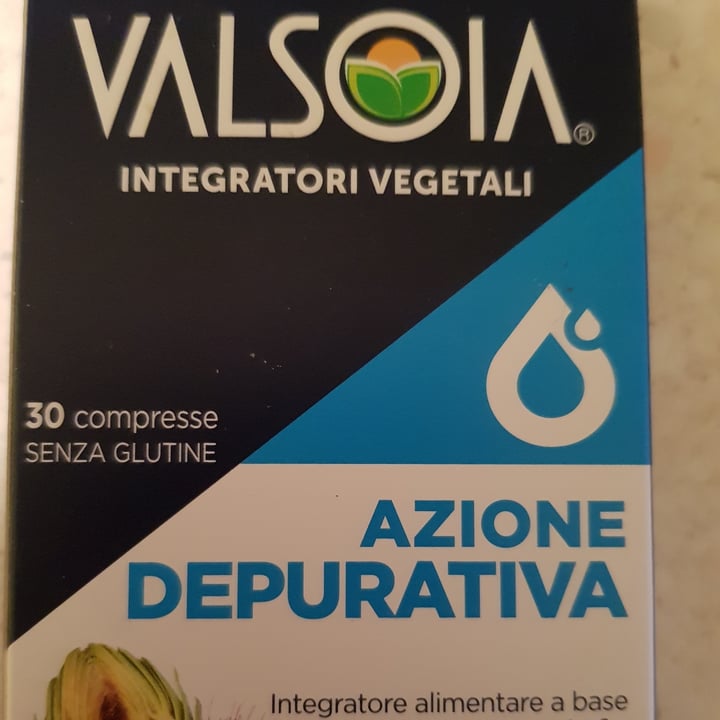 VALSOIA®
INTEGRATORI VEGETALI
30 compresse
SENZA GLUTINE
AZIONE
DEPURATIVA
Integratore alimentare a base